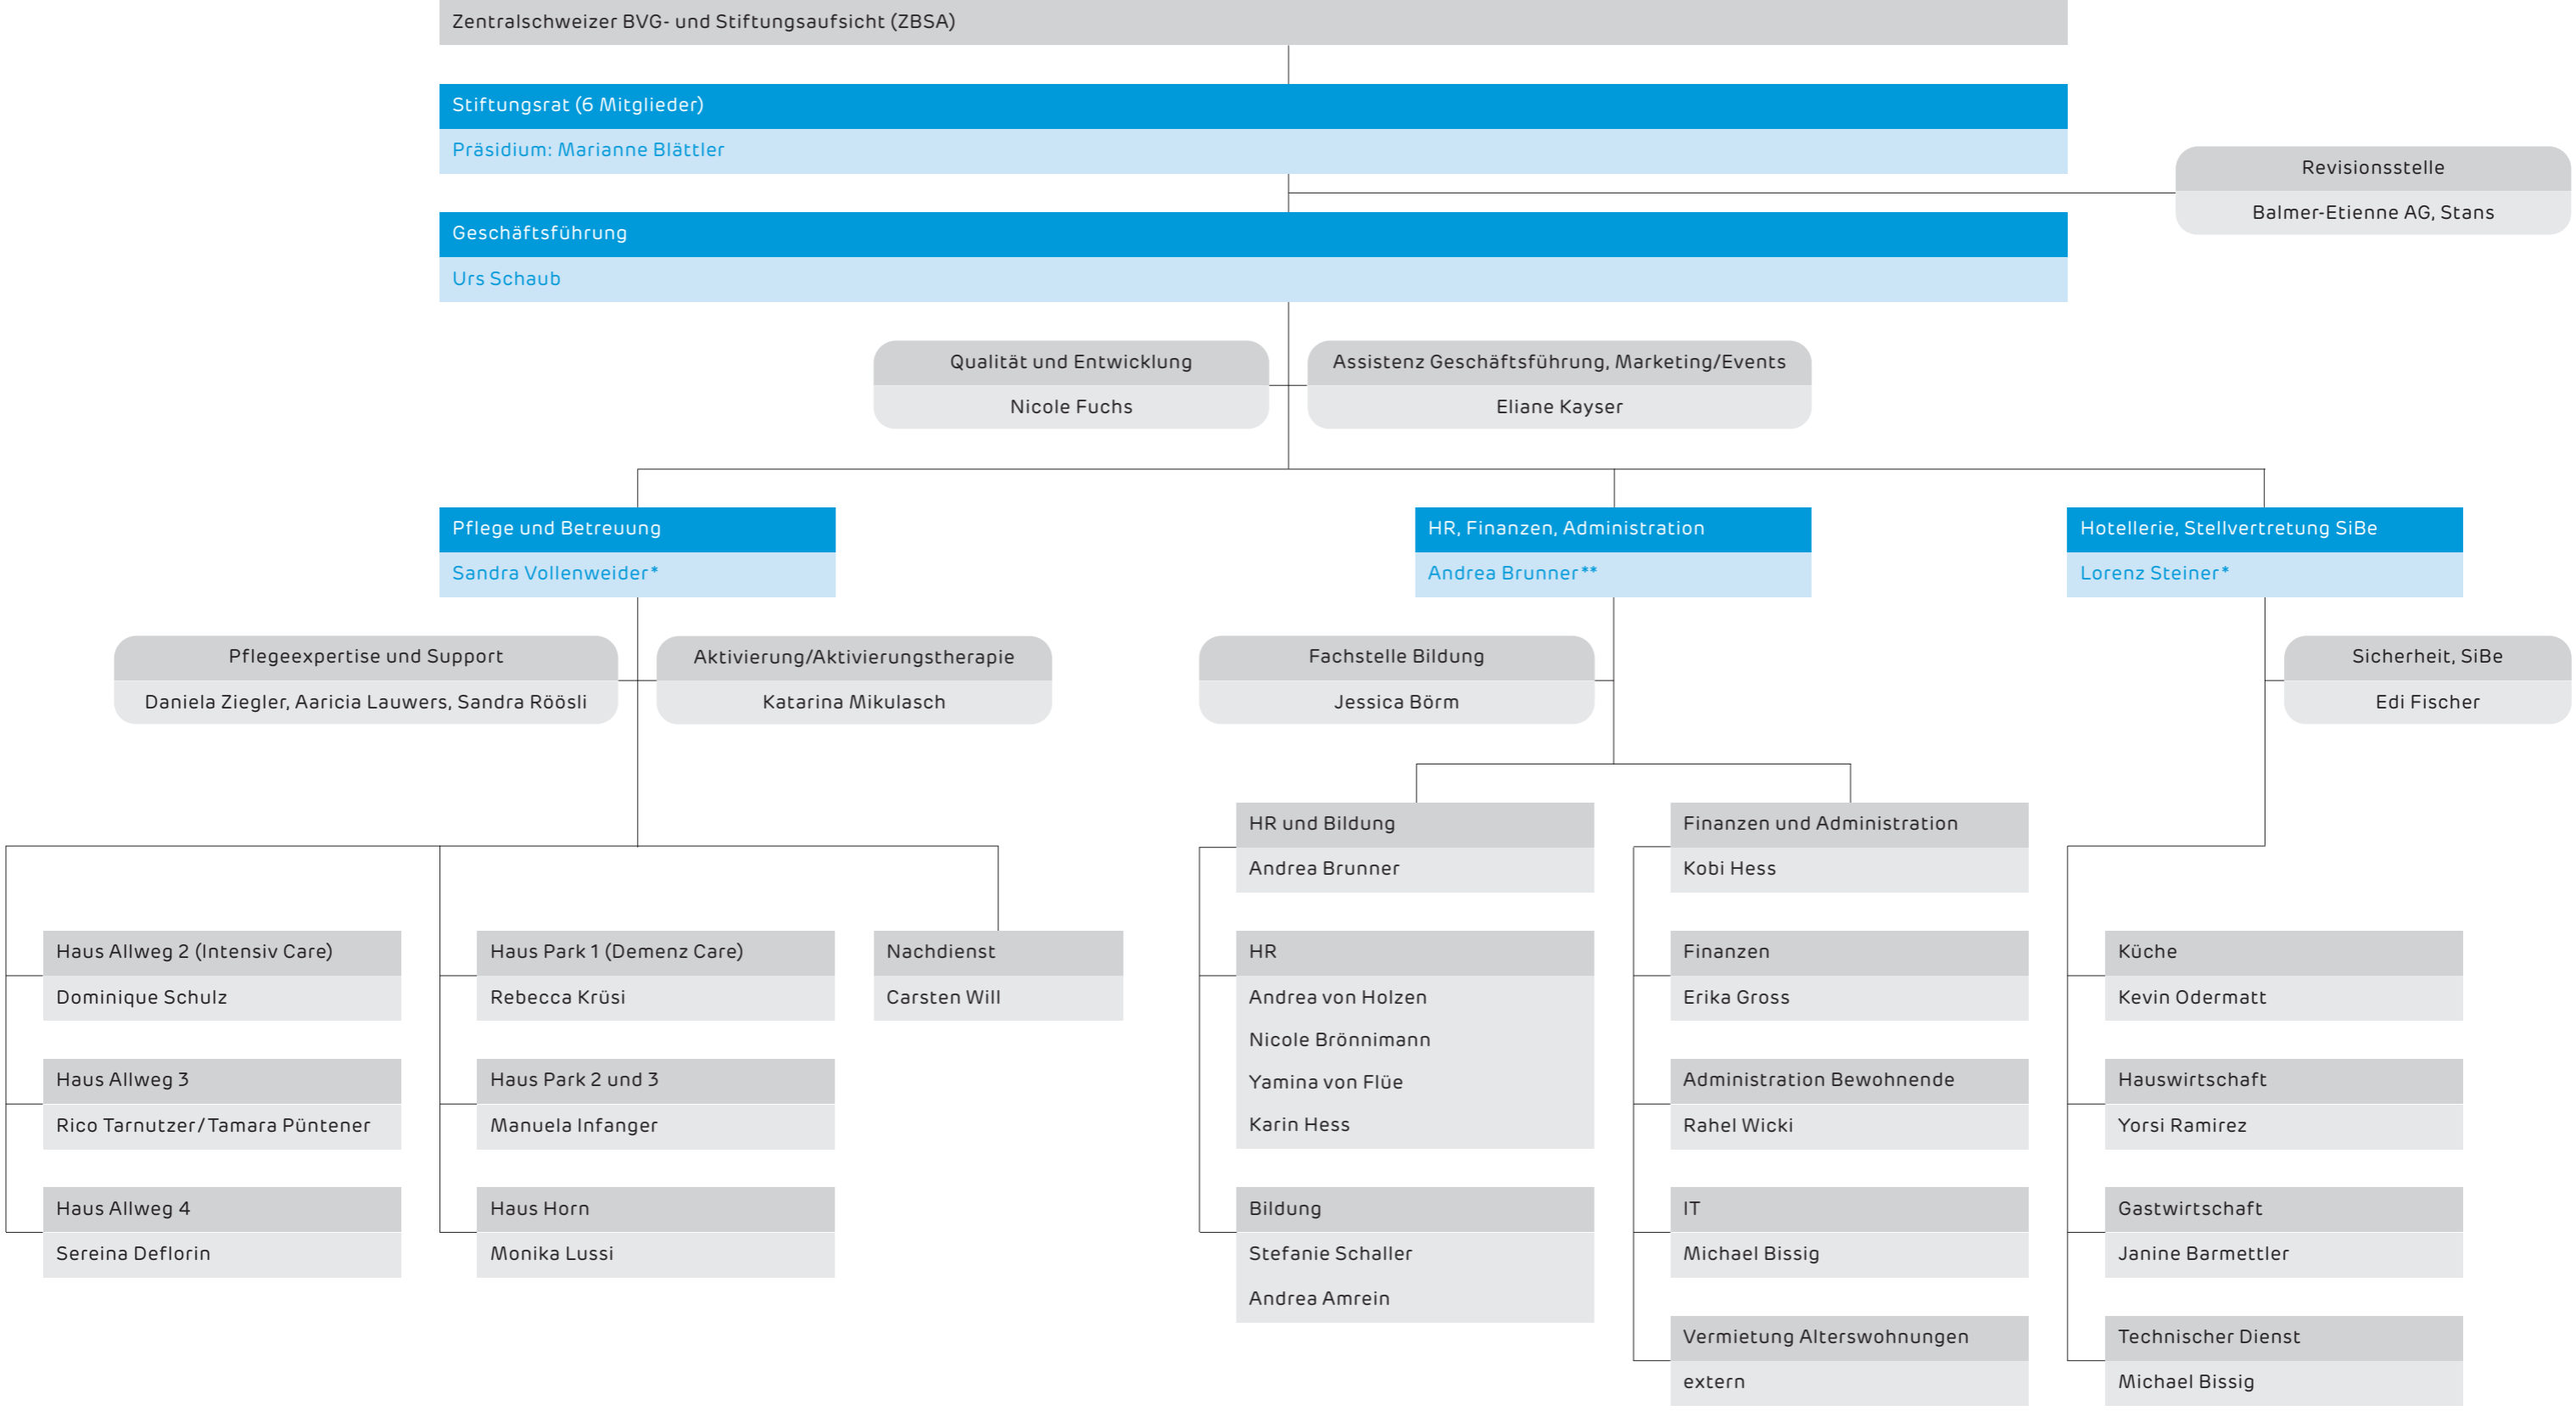 Zentralschweizer BVG- und Stiftungsaufsicht (ZBSA)
Stiftungsrat (6 Mitglieder)
Präsidium: Marianne Blättler
Revisionsstelle
Balmer-Etienne AG, Stans
Geschäftsführung
Urs Schaub
Qualität und Entwicklung
Nicole Fuchs
Assistenz Geschäftsführung, Marketing/Events
Eliane Kayser
Pflege und Betreuung
Sandra Vollenweider*
HR, Finanzen, Administration
Andrea Brunner**
Hotellerie, Stellvertretung SiBe
Lorenz Steiner*
Pflegeexpertise und Support
Daniela Ziegler, Aaricia Lauwers, Sandra Röösli
Aktivierung/Aktivierungstherapie
Katarina Mikulasch
Fachstelle Bildung
Jessica Börm
Sicherheit, SiBe
Edi Fischer
Haus Allweg 2 (Intensiv Care)
Dominique Schulz
Haus Allweg 3
Rico Tarnutzer/Tamara Püntener
Haus Allweg 4
Sereina Deflorin
Haus Park 1 (Demenz Care)
Rebecca Krüsi
Haus Park 2 und 3
Manuela Infanger
Haus Horn
Monika Lussi
Nachdienst
Carsten Will
HR und Bildung
Andrea Brunner
HR
Andrea von Holzen
Nicole Brönnimann
Yamina von Flüe
Karin Hess
Bildung
Stefanie Schaller
Andrea Amrein
Finanzen und Administration
Kobi Hess
Finanzen
Erika Gross
Administration Bewohnende
Rahel Wicki
IT
Michael Bissig
Vermietung Alterswohnungen
extern
Küche
Kevin Odermatt
Hauswirtschaft
Yorsi Ramirez
Gastwirtschaft
Janine Barmettler
Technischer Dienst
Michael Bissig